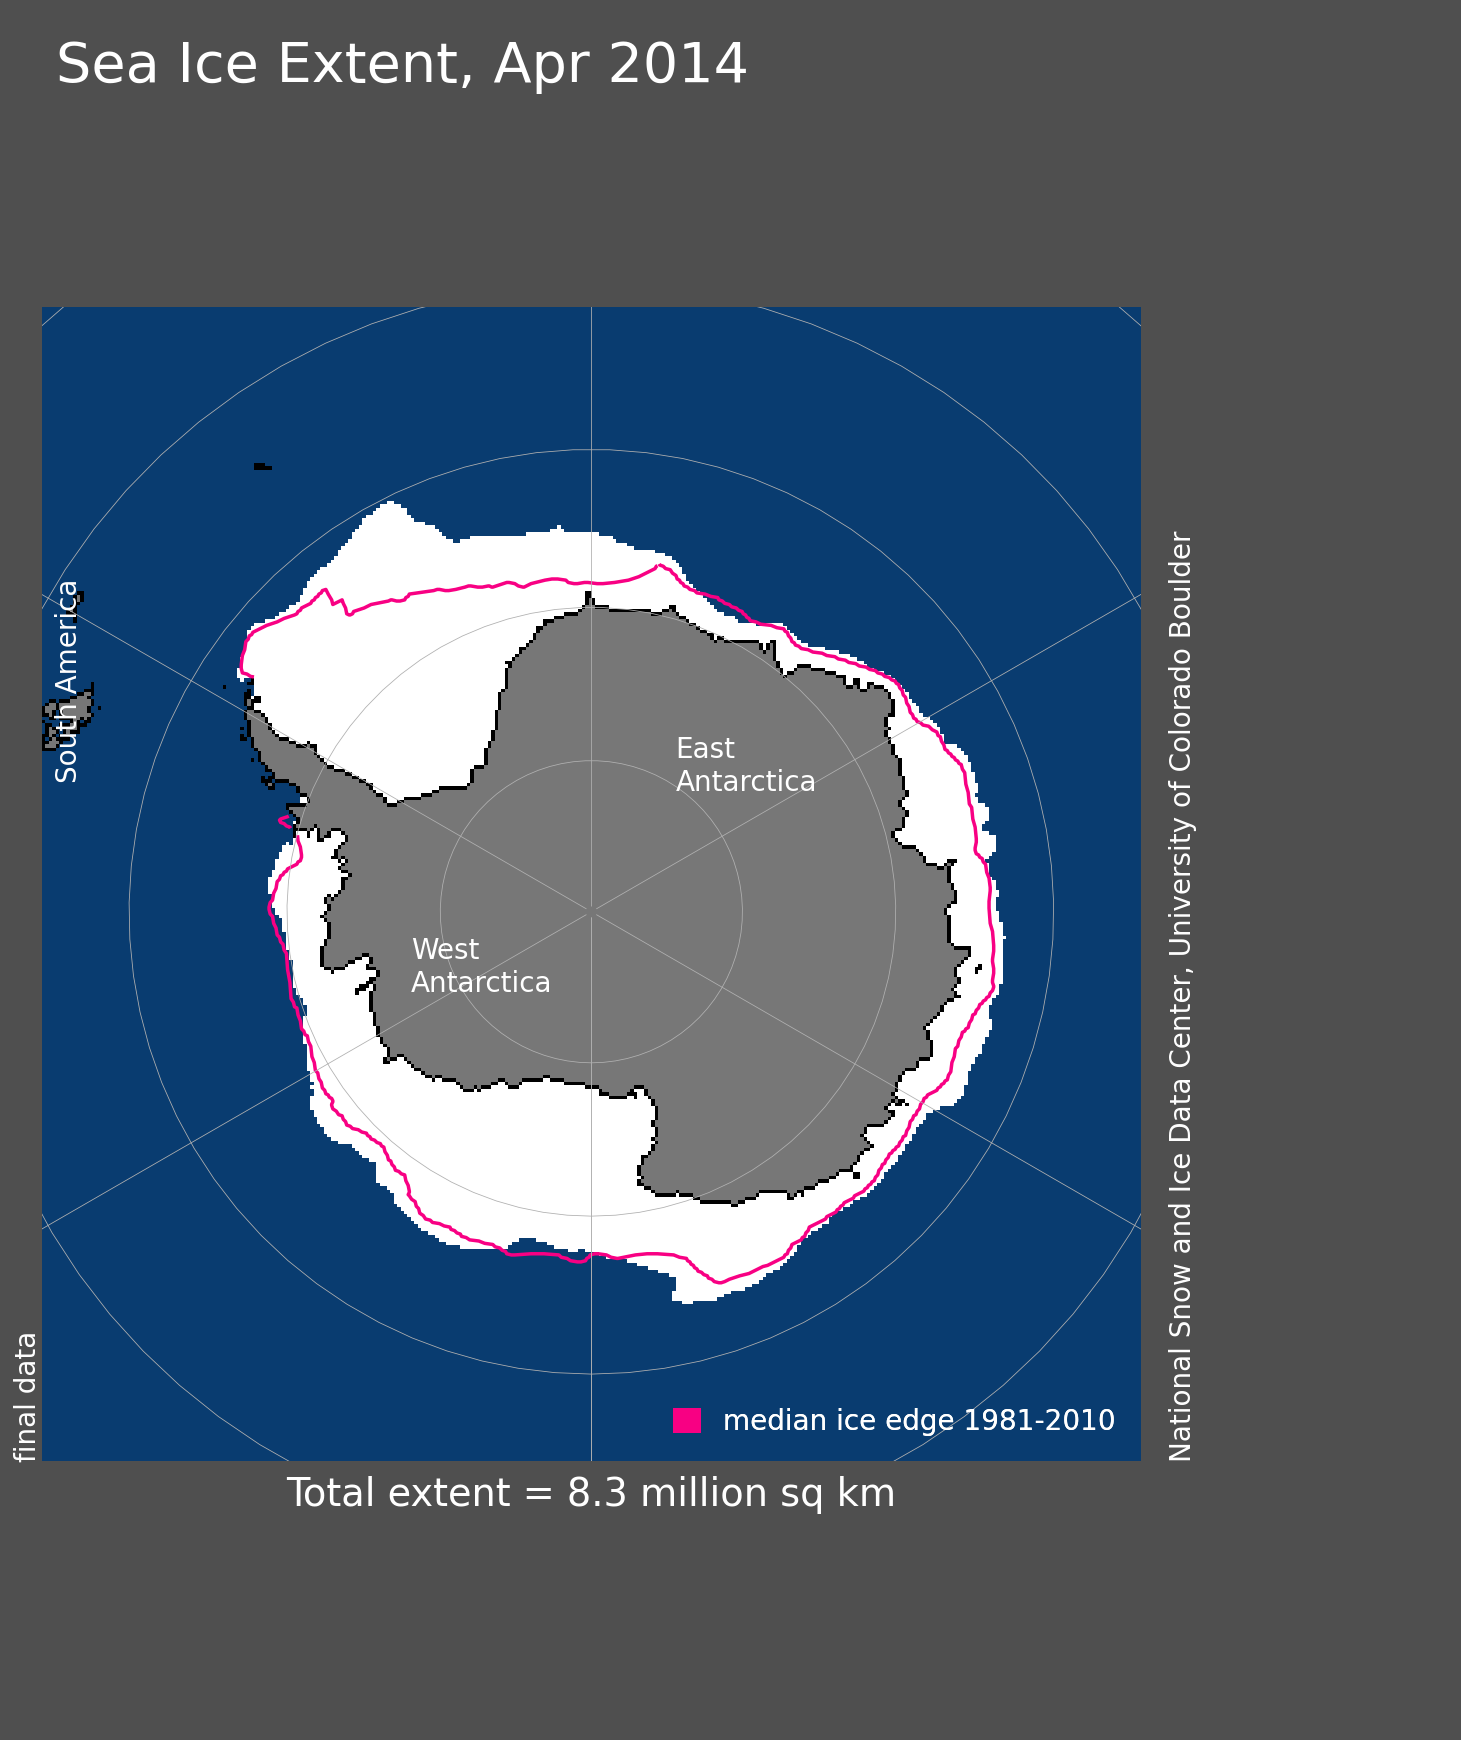 Sea Ice Extent, Apr 2014
South America
East
Antarctica
West
Antarctica
median ice edge 1981-2010
final data
National Snow and Ice Data Center, University of Colorado Boulder
Total extent = 8.3 million sq km